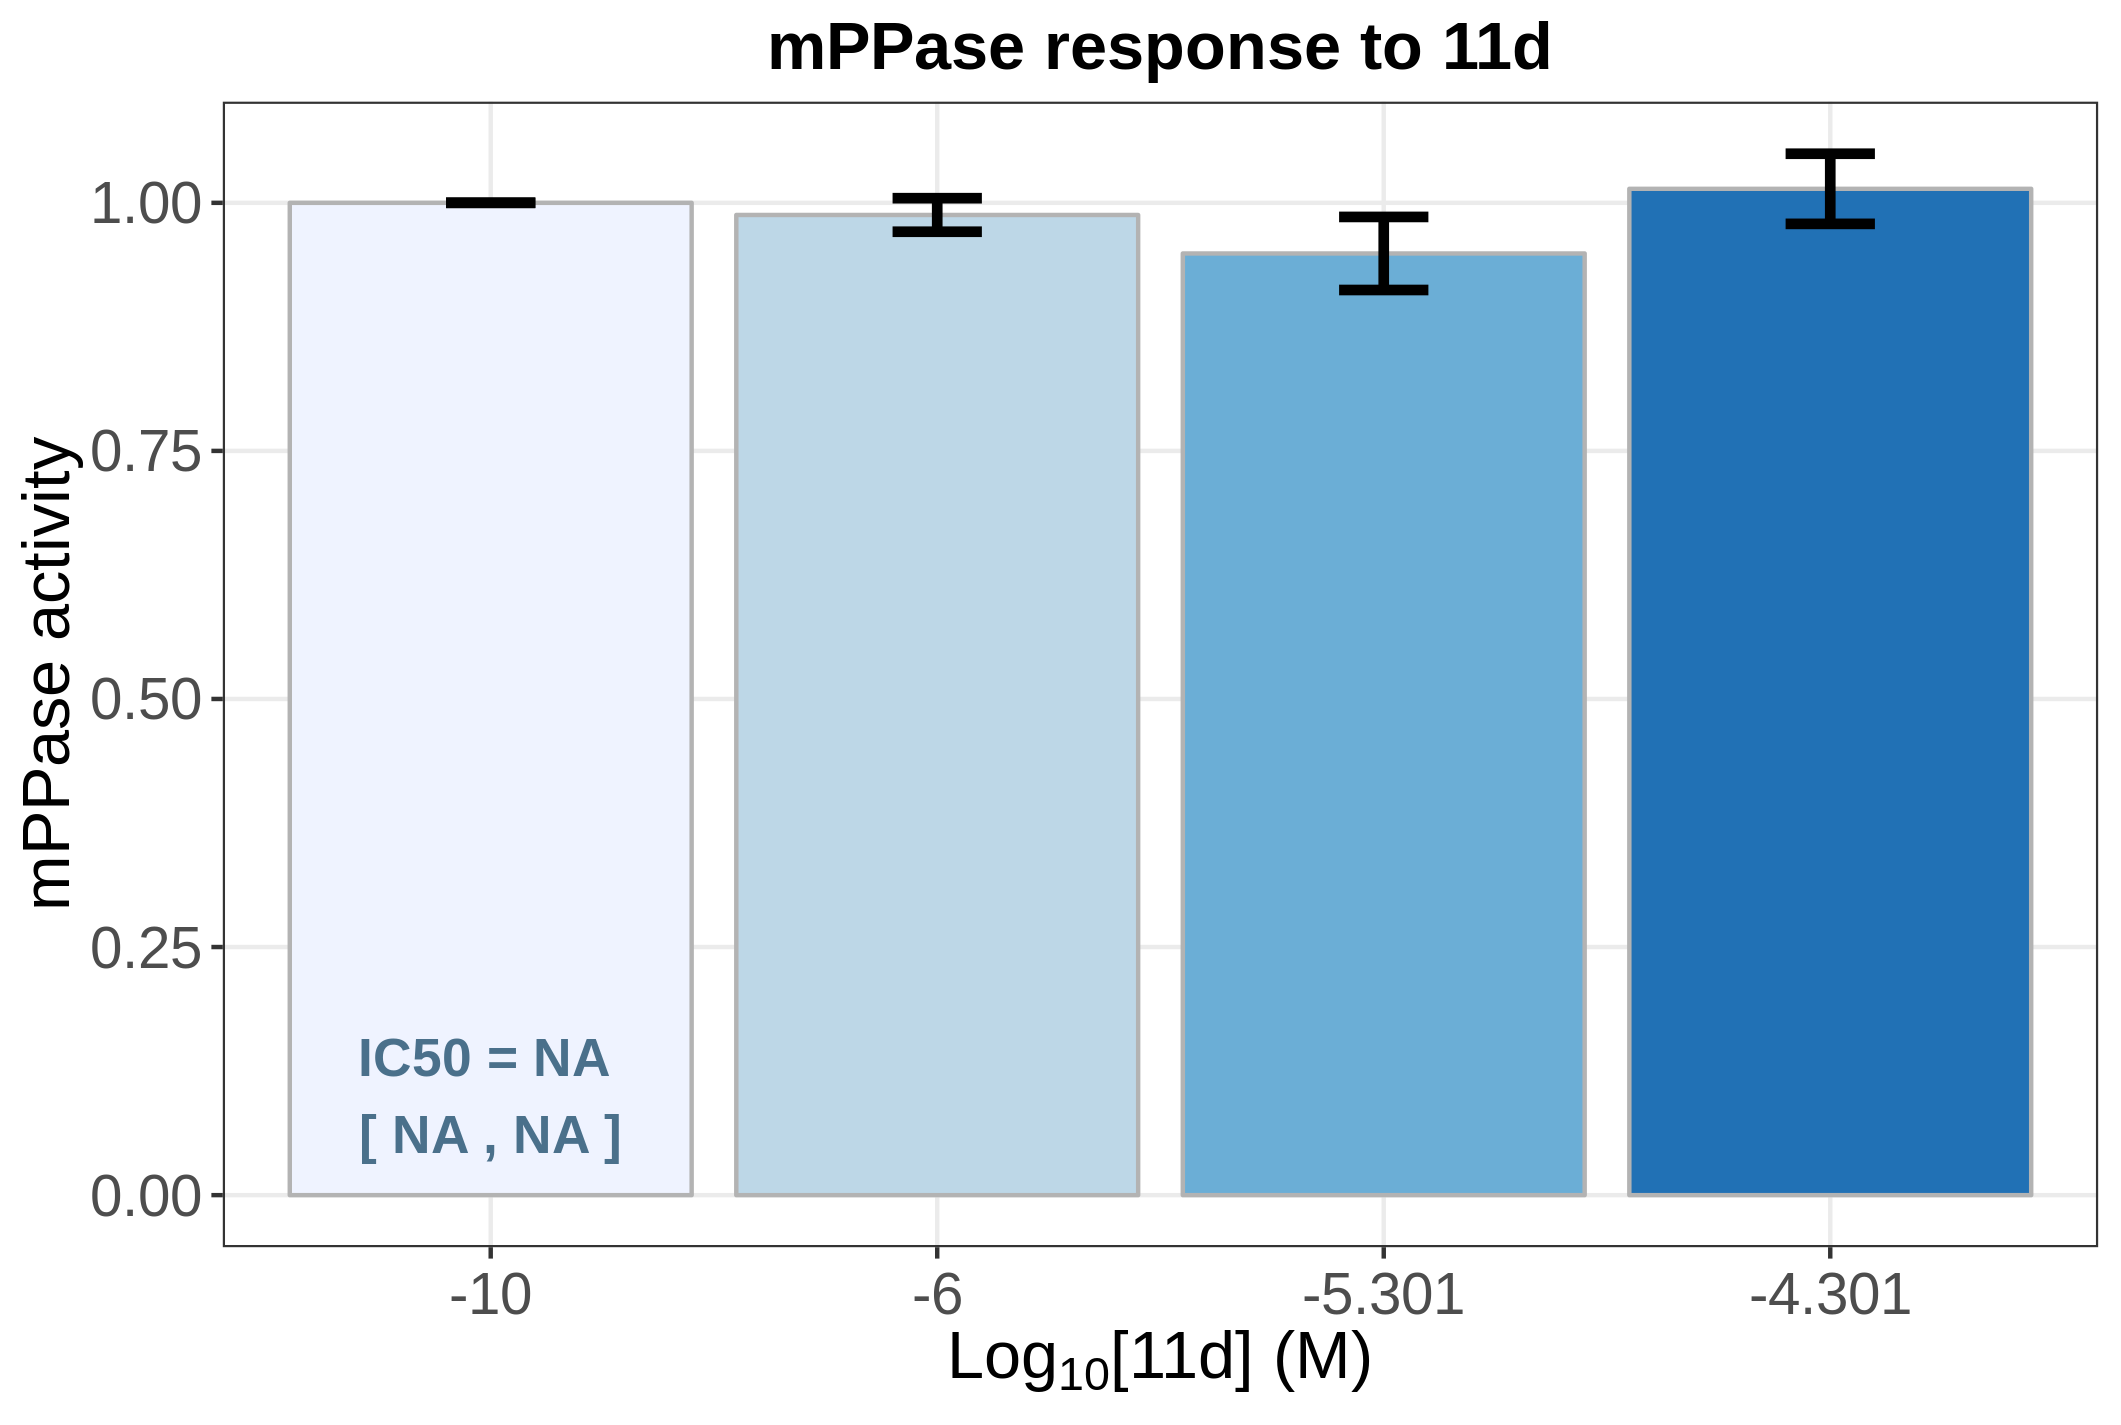 mPPase response to 11d
mPPase activity
1.00
0.75
0.50
0.25
0.00
IC50 = NA
[ NA , NA ]
-10 -6 -5.301 -4.301
Log₁₀[11d] (M)